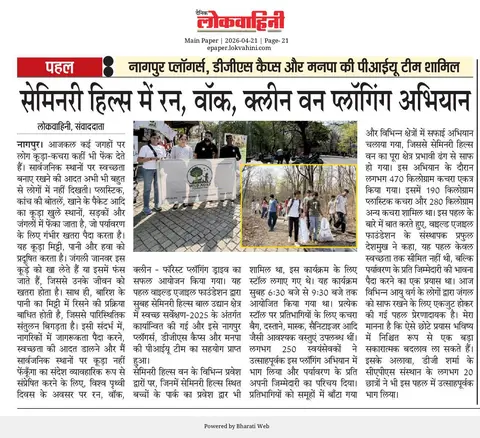 दैनिक
लोकवाहिनी
Main Paper | 2026-04-21 | Page- 21
epaper.lokvahini.com
पहल
नागपुर प्लॉगर्स, डीजीएस कैप्स और मनपा की पीआईयू टीम शामिल
सेमिनरी हिल्स में रन, वॉक, क्लीन वन प्लॉगिंग अभियान
लोकवाहिनी, संवाददाता
नागपुर। आजकल कई जगहों पर
लोग कूड़ा-कचरा कहीं भी फेंक देते
हैं। सार्वजनिक स्थानों पर स्वच्छता
बनाए रखने की आदत अभी भी बहुत
से लोगों में नहीं दिखती। प्लास्टिक,
कांच की बोतलें, खाने के पैकेट आदि
का कूड़ा खुले स्थानों, सड़कों और
जंगलों में फेंका जाता है, जो पर्यावरण
के लिए गंभीर खतरा पैदा करता है।
यह कूड़ा मिट्टी, पानी और हवा को
प्रदूषित करता है। जंगली जानवर इस
कूड़े को खा लेते हैं या इसमें फंस
जाते हैं, जिससे उनके जीवन को
खतरा होता है। साथ ही, बारिश के
पानी का मिट्टी में रिसने की प्रक्रिया
बाधित होती है, जिससे पारिस्थितिक
संतुलन बिगड़ता है। इसी संदर्भ में,
नागरिकों में जागरूकता पैदा करने,
स्वच्छता की आदत डालने और मैं
सार्वजनिक स्थानों पर कूड़ा नहीं
फेंकूँगा का संदेश व्यावहारिक रूप से
संप्रेषित करने के लिए, विश्व पृथ्वी
दिवस के अवसर पर रन, वॉक,
क्लीन - फॉरेस्ट प्लॉगिंग ड्राइव का
सफल आयोजन किया गया। यह
पहल वाइल्ड एजाइल फाउंडेशन द्वारा
सुबह सेमिनरी हिल्स बाल उद्यान क्षेत्र
में स्वच्छ सर्वेक्षण-2025 के अंतर्गत
कार्यान्वित की गई और इसे नागपुर
प्लॉगर्स, डीजीएस कैप्स और मनपा
की पीआईयू टीम का सहयोग प्राप्त
हुआ।
सेमिनरी हिल्स वन के विभिन्न प्रवेश
द्वारों पर, जिनमें सेमिनरी हिल्स स्थित
बच्चों के पार्क का प्रवेश द्वार भी
शामिल था, इस कार्यक्रम के लिए
स्टॉल लगाए गए थे। यह कार्यक्रम
सुबह 6:30 बजे से 9:30 बजे तक
आयोजित किया गया था। प्रत्येक
स्टॉल पर प्रतिभागियों के लिए कचरा
बैग, दस्ताने, मास्क, सैनिटाइजर आदि
जैसे आवश्यक वस्तुएं उपलब्ध थीं।
लगभग 250 स्वयंसेवकों ने
उत्साहपूर्वक इस प्लॉगिंग अभियान में
भाग लिया और पर्यावरण के प्रति
अपनी जिम्मेदारी का परिचय दिया।
प्रतिभागियों को समूहों में बाँटा गया
और विभिन्न क्षेत्रों में सफाई अभियान
चलाया गया, जिससे सेमिनरी हिल्स
वन का पूरा क्षेत्र प्रभावी ढंग से साफ
हो गया। इस अभियान के दौरान
लगभग 470 किलोग्राम कचरा एकत्र
किया गया। इसमें 190 किलोग्राम
प्लास्टिक कचरा और 280 किलोग्राम
अन्य कचरा शामिल था। इस पहल के
बारे में बात करते हुए, वाइल्ड एजाइल
फाउंडेशन के संस्थापक प्रफुल
देशमुख ने कहा, यह पहल केवल
स्वच्छता तक सीमित नहीं थी, बल्कि
पर्यावरण के प्रति जिम्मेदारी की भावना
पैदा करने का एक प्रयास था। आज
विभिन्न आयु वर्ग के लोगों द्वारा जंगल
को साफ रखने के लिए एकजुट होकर
की गई पहल प्रेरणादायक है। मेरा
मानना है कि ऐसे छोटे प्रयास भविष्य
में निश्चित रूप से एक बड़ा
सकारात्मक बदलाव ला सकते हैं।
इसके अलावा, डीजी शर्मा के
सीएपीएस संस्थान के लगभग 20
छात्रों ने भी इस पहल में उत्साहपूर्वक
भाग लिया।
Powered by Bharati Web